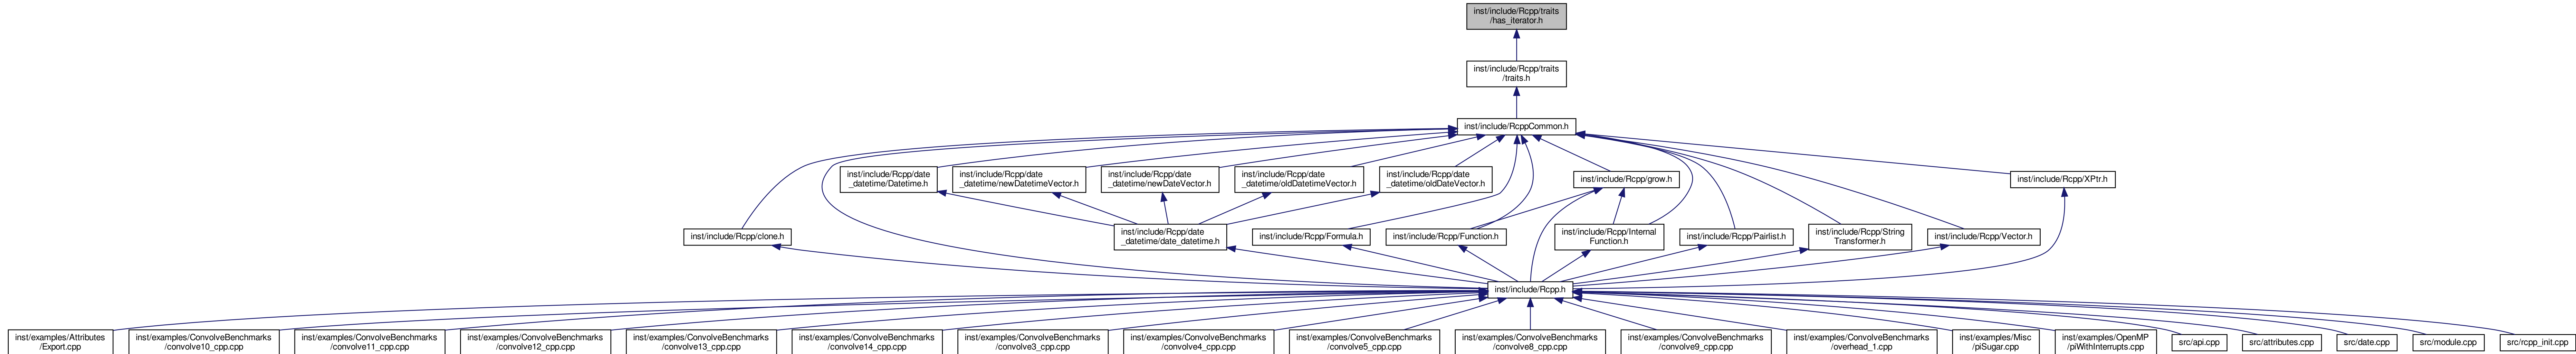 inst/include/Rcpp/traits
/has_iterator.h
inst/include/Rcpp/traits
/traits.h
inst/include/RcppCommon.h
inst/include/Rcpp/date
_datetime/Datetime.h
inst/include/Rcpp/date
_datetime/newDatetimeVector.h
inst/include/Rcpp/date
_datetime/newDateVector.h
inst/include/Rcpp/date
_datetime/oldDatetimeVector.h
inst/include/Rcpp/date
_datetime/oldDateVector.h
inst/include/Rcpp/grow.h
inst/include/Rcpp/XPtr.h
inst/include/Rcpp/clone.h
inst/include/Rcpp/date
_datetime/date_datetime.h
inst/include/Rcpp/Formula.h
inst/include/Rcpp/Function.h
inst/include/Rcpp/Internal
Function.h
inst/include/Rcpp/Pairlist.h
inst/include/Rcpp/String
Transformer.h
inst/include/Rcpp/Vector.h
inst/include/Rcpp.h
inst/examples/Attributes
/Export.cpp
inst/examples/ConvolveBenchmarks
/convolve10_cpp.cpp
inst/examples/ConvolveBenchmarks
/convolve11_cpp.cpp
inst/examples/ConvolveBenchmarks
/convolve12_cpp.cpp
inst/examples/ConvolveBenchmarks
/convolve13_cpp.cpp
inst/examples/ConvolveBenchmarks
/convolve14_cpp.cpp
inst/examples/ConvolveBenchmarks
/convolve3_cpp.cpp
inst/examples/ConvolveBenchmarks
/convolve4_cpp.cpp
inst/examples/ConvolveBenchmarks
/convolve5_cpp.cpp
inst/examples/ConvolveBenchmarks
/convolve8_cpp.cpp
inst/examples/ConvolveBenchmarks
/convolve9_cpp.cpp
inst/examples/ConvolveBenchmarks
/overhead_1.cpp
inst/examples/Misc
/piSugar.cpp
inst/examples/OpenMP
/piWithInterrupts.cpp
src/api.cpp
src/attributes.cpp
src/date.cpp
src/module.cpp
src/rcpp_init.cpp